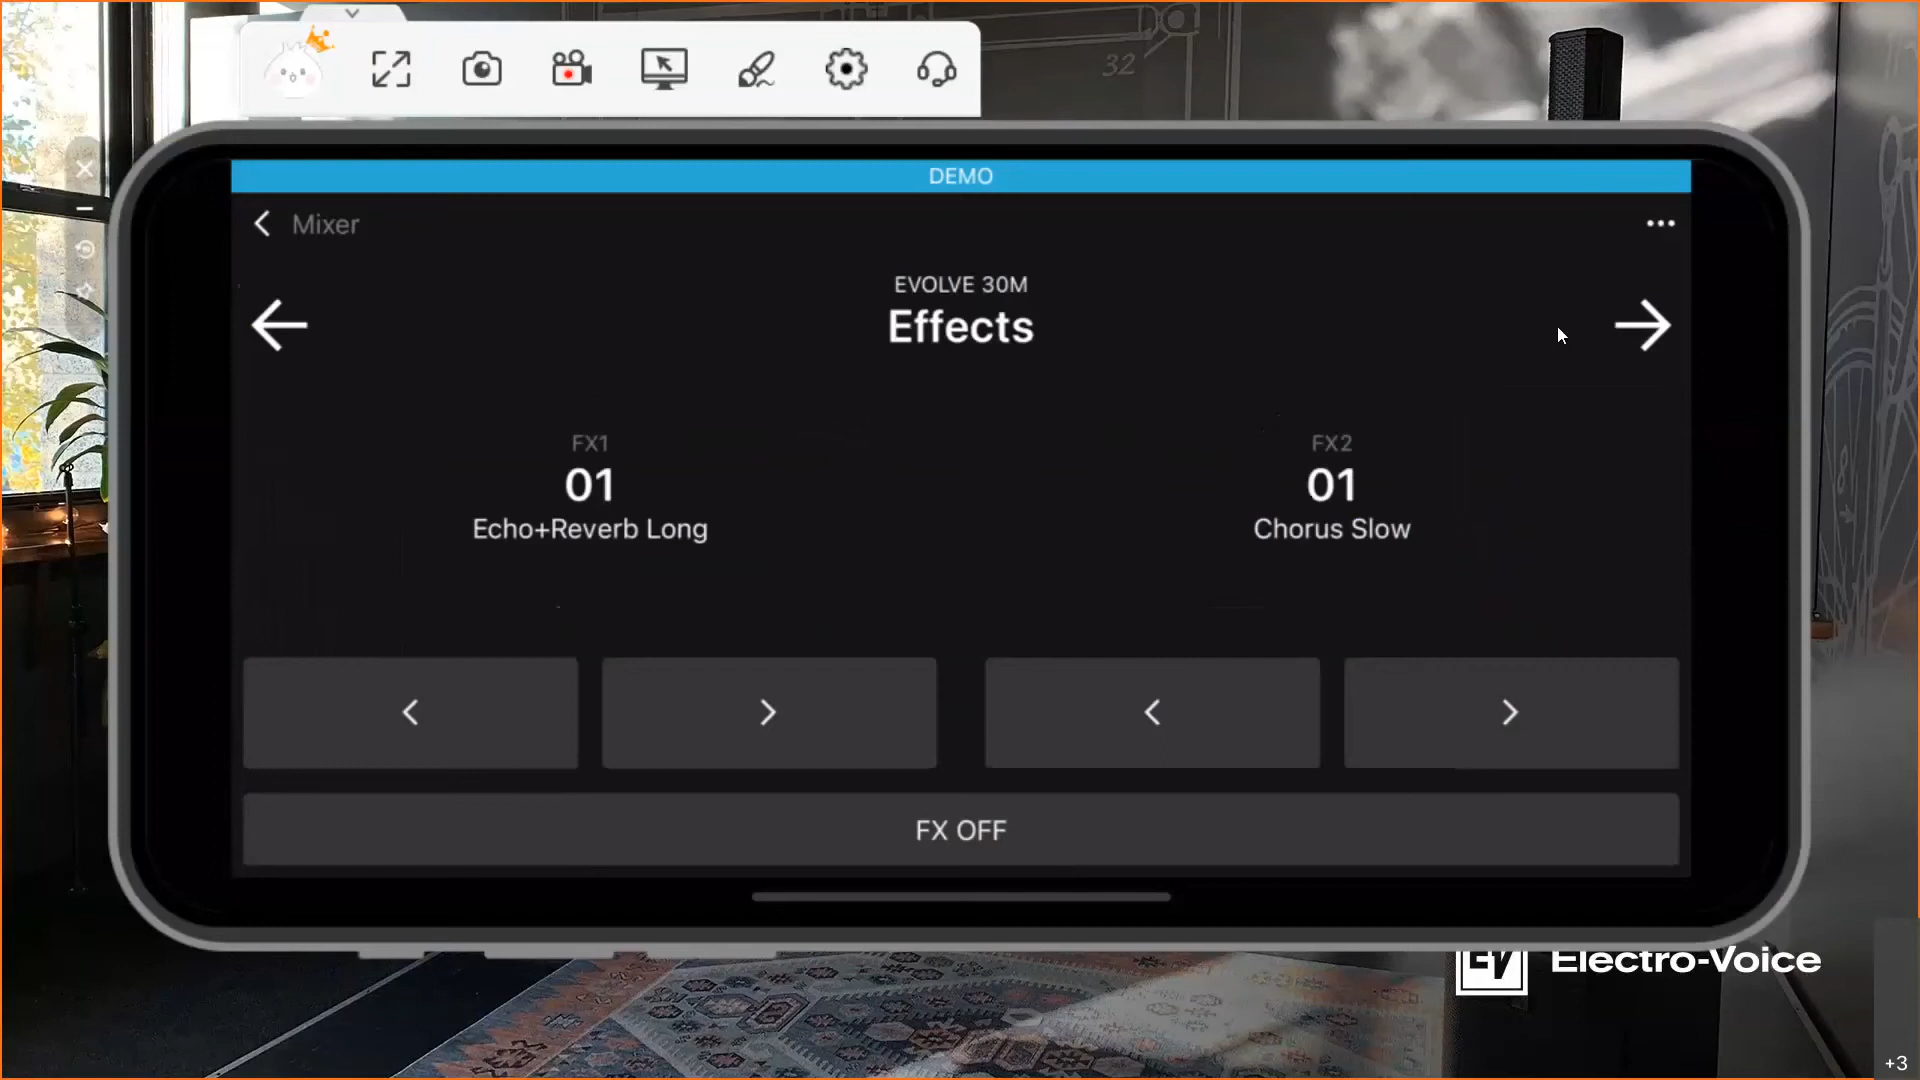 32
DEMO
Mixer
EVOLVE 30M
Effects
FX1
01
Echo+Reverb Long
FX2
01
Chorus Slow
FX OFF
EV Electro-Voice
+3